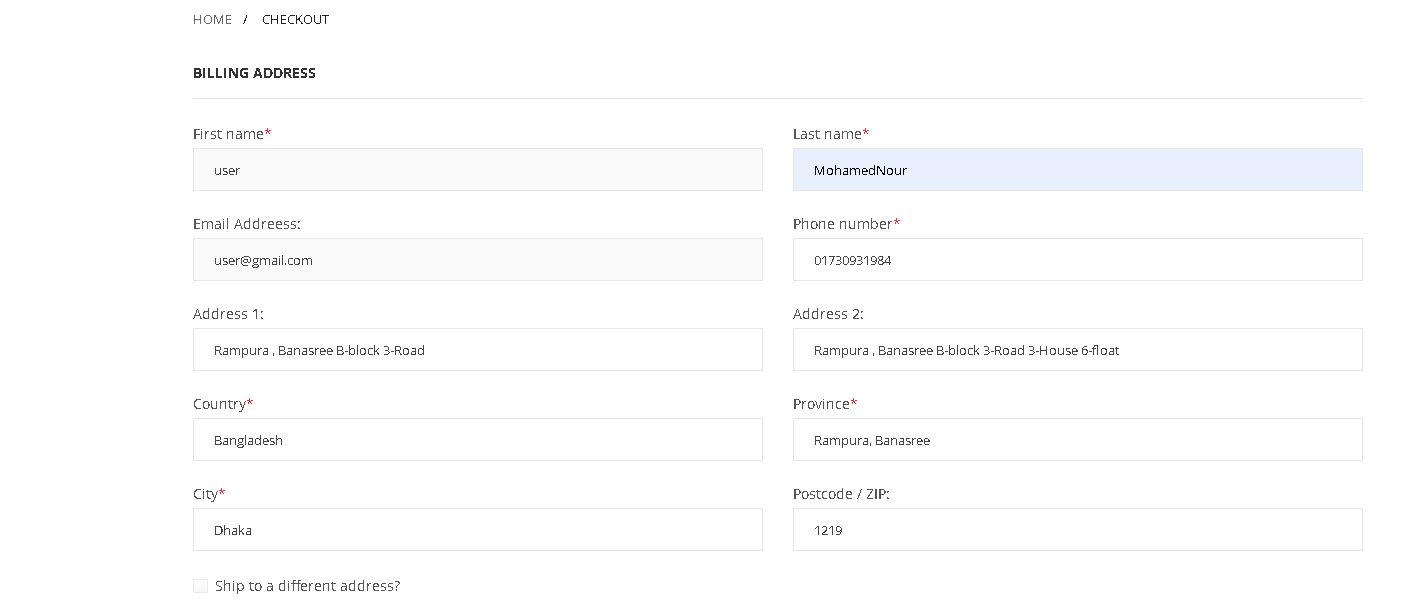 HOME / CHECKOUT
BILLING ADDRESS
First name*
Last name*
user
MohamedNour
Email Addreess:
Phone number*
user@gmail.com
01730931984
Address 1:
Address 2:
Rampura , Banasree B-block 3-Road
Rampura , Banasree B-block 3-Road 3-House 6-float
Country*
Province*
Bangladesh
Rampura, Banasree
City*
Postcode / ZIP:
Dhaka
1219
Ship to a different address?